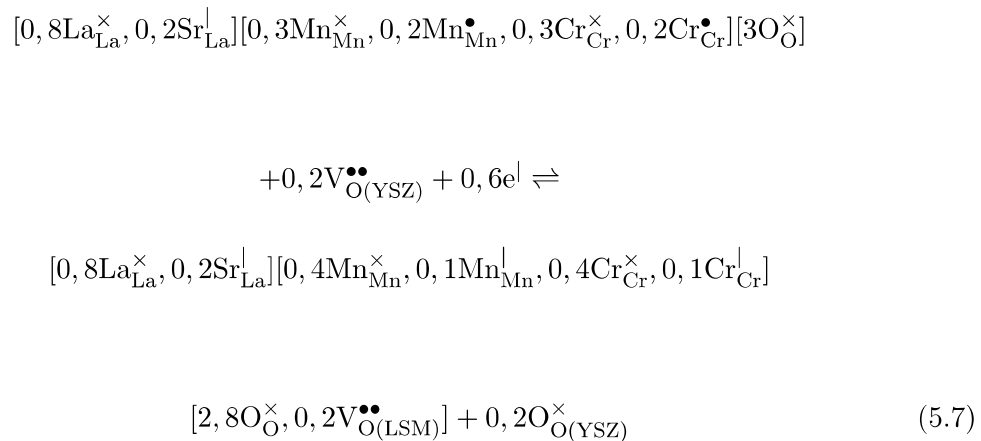 [0, 8La^×_La, 0, 2Sr^|_La][0, 3Mn^×_Mn, 0, 2Mn^•_Mn, 0, 3Cr^×_Cr, 0, 2Cr^•_Cr][3O^×_O]
+0, 2V^••_O(YSZ) + 0, 6e^| ⇌
[0, 8La^×_La, 0, 2Sr^|_La][0, 4Mn^×_Mn, 0, 1Mn^|_Mn, 0, 4Cr^×_Cr, 0, 1Cr^|_Cr]
[2, 8O^×_O, 0, 2V^••_O(LSM)] + 0, 2O^×_O(YSZ) (5.7)